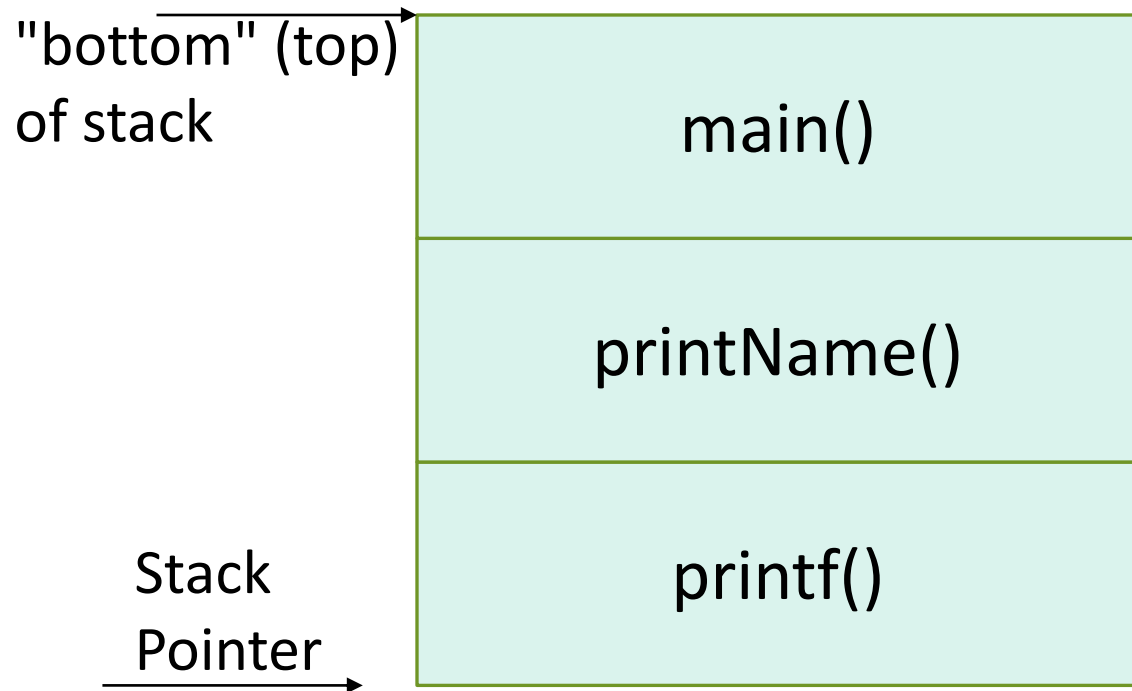 "bottom" (top)
of stack
main()
printName()
printf()
Stack
Pointer